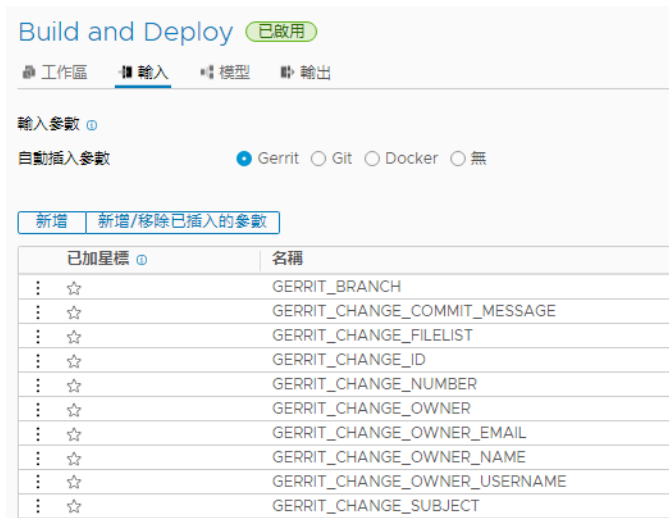 Build and Deploy 已啟用
工作區 輸入 模型 輸出
輸入參數
自動插入參數 Gerrit Git Docker 無
新增 新增/移除已插入的參數
已加星標 名稱
GERRIT_BRANCH
GERRIT_CHANGE_COMMIT_MESSAGE
GERRIT_CHANGE_FILELIST
GERRIT_CHANGE_ID
GERRIT_CHANGE_NUMBER
GERRIT_CHANGE_OWNER
GERRIT_CHANGE_OWNER_EMAIL
GERRIT_CHANGE_OWNER_NAME
GERRIT_CHANGE_OWNER_USERNAME
GERRIT_CHANGE_SUBJECT